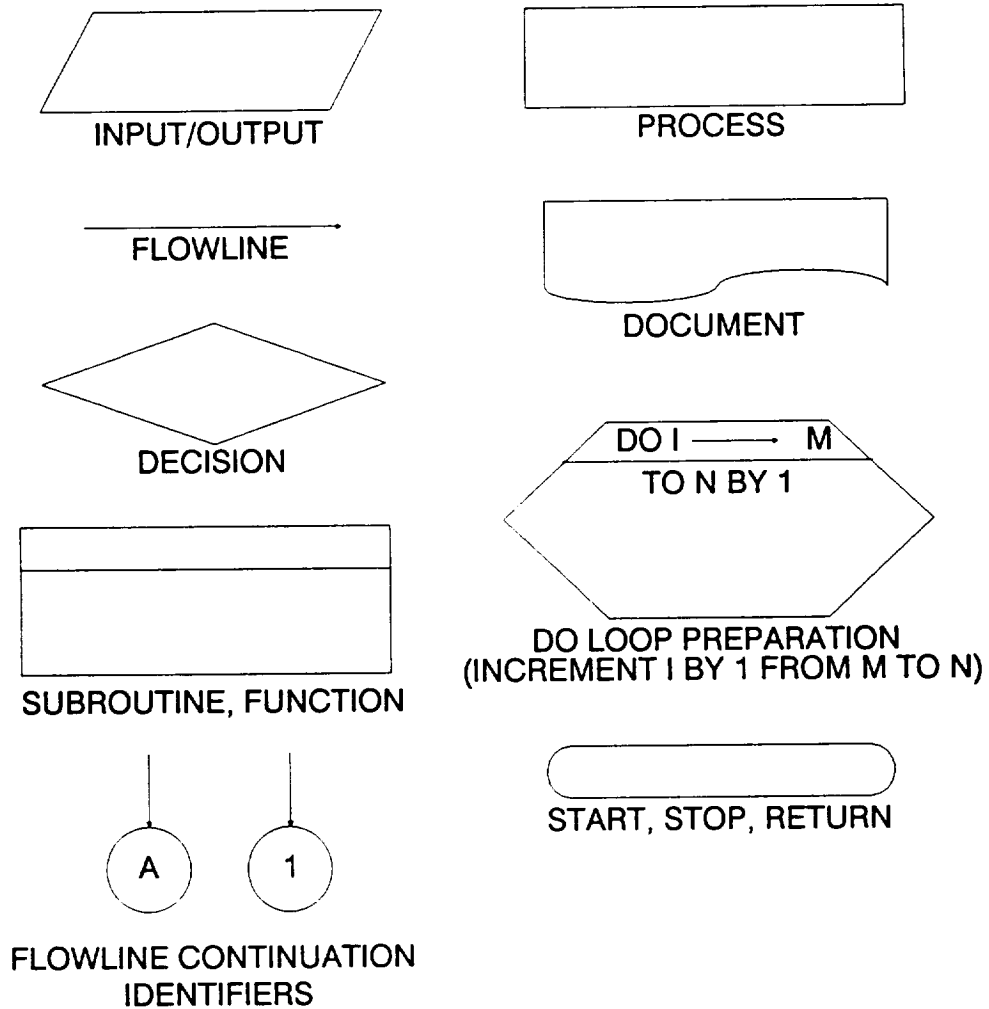 INPUT/OUTPUT
PROCESS
FLOWLINE
DOCUMENT
DECISION
DO I M
TO N BY 1
SUBROUTINE, FUNCTION
DO LOOP PREPARATION
(INCREMENT I BY 1 FROM M TO N)
START, STOP, RETURN
A 1
FLOWLINE CONTINUATION
IDENTIFIERS